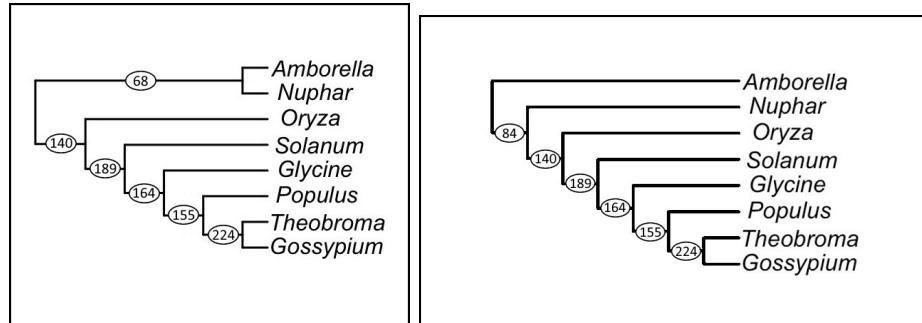 Amborella
68
Nuphar
Oryza
140
Solanum
189
Glycine
164
Populus
155
Theobroma
224
Gossypium
Amborella
Nuphar
84
Oryza
140
Solanum
189
Glycine
164
Populus
155
Theobroma
224
Gossypium